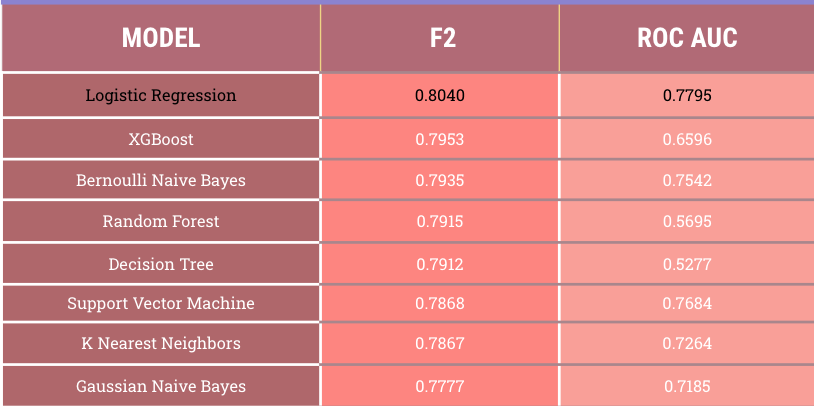 MODEL F2 ROC AUC
Logistic Regression 0.8040 0.7795
XGBoost 0.7953 0.6596
Bernoulli Naive Bayes 0.7935 0.7542
Random Forest 0.7915 0.5695
Decision Tree 0.7912 0.5277
Support Vector Machine 0.7868 0.7684
K Nearest Neighbors 0.7867 0.7264
Gaussian Naive Bayes 0.7777 0.7185